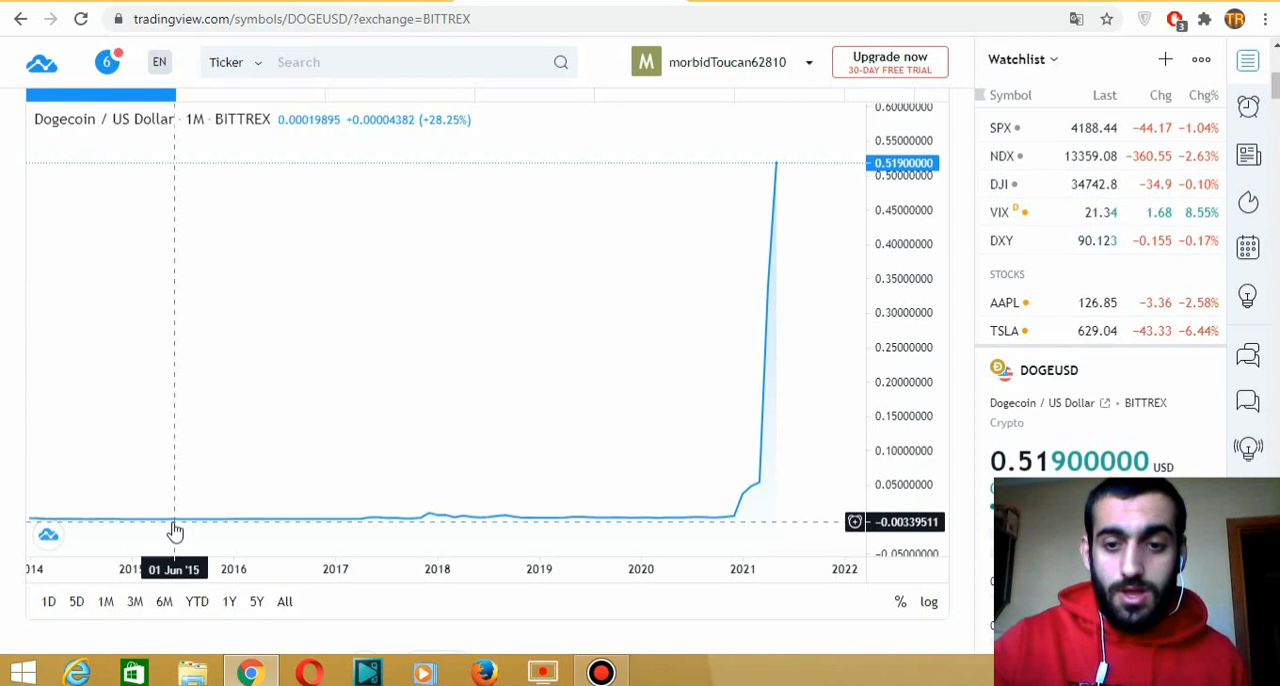 tradingview.com/symbols/DOGEUSD/?exchange=BITTREX
3
TR
6
EN
Ticker
Search
M
morbidToucan62810
Upgrade now
30-DAY FREE TRIAL
Watchlist
Symbol Last Chg Chg%
SPX 4188.44 −44.17 −1.04%
NDX 13359.08 −360.55 −2.63%
DJI 34742.8 −34.9 −0.10%
VIX D 21.34 1.68 8.55%
DXY 90.123 −0.155 −0.17%
STOCKS
AAPL 126.85 −3.36 −2.58%
TSLA 629.04 −43.33 −6.44%
DOGEUSD
Dogecoin / US Dollar • BITTREX
Crypto
0.51900000 USD
Dogecoin / US Dollar · 1M · BITTREX 0.00019895 +0.00004382 (+28.25%)
0.60000000
0.55000000
0.51900000
0.50000000
0.45000000
0.40000000
0.35000000
0.30000000
0.25000000
0.20000000
0.15000000
0.10000000
0.05000000
−0.00339511
−0.05000000
014 2015 01 Jun '15 2016 2017 2018 2019 2020 2021 2022
1D 5D 1M 3M 6M YTD 1Y 5Y All % log